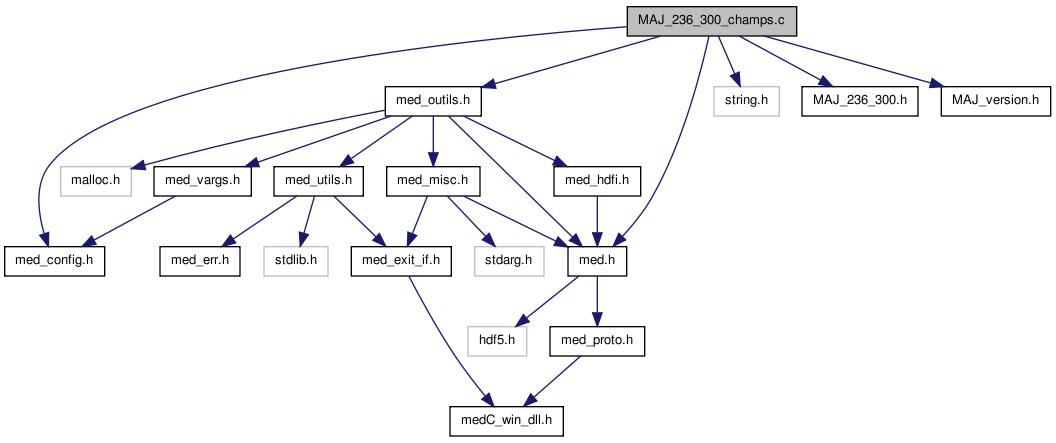 MAJ_236_300_champs.c
med_outils.h
string.h
MAJ_236_300.h
MAJ_version.h
malloc.h
med_vargs.h
med_utils.h
med_misc.h
med_hdfi.h
med_config.h
med_err.h
stdlib.h
med_exit_if.h
stdarg.h
med.h
hdf5.h
med_proto.h
medC_win_dll.h